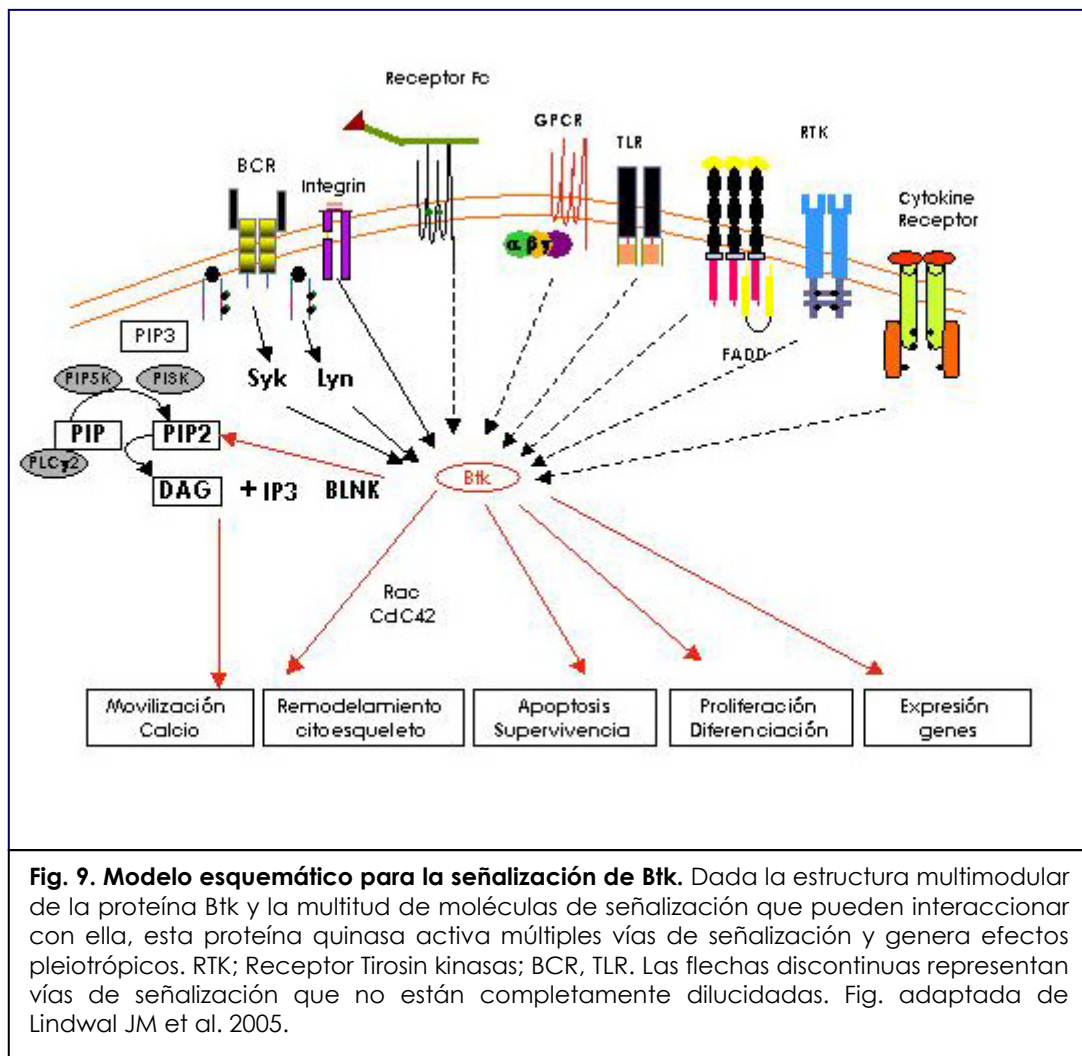 Receptor Fc
GPCR
TLR
RTK
BCR
Integrin
Cytokine
Receptor
α β γ
PIP3
FADD
PIP5K
PI3K
Syk
Lyn
PIP
PIP2
PLCγ2
DAG
+ IP3
BLNK
Btk
Rac
CdC42
Movilización
Calcio
Remodelamiento
citoesqueleto
Apoptosis
Supervivencia
Proliferación
Diferenciación
Expresión
genes
Fig. 9. Modelo esquemático para la señalización de Btk. Dada la estructura multimodular
de la proteína Btk y la multitud de moléculas de señalización que pueden interaccionar
con ella, esta proteína quinasa activa múltiples vías de señalización y genera efectos
pleiotrópicos. RTK; Receptor Tirosin kinasas; BCR, TLR. Las flechas discontinuas representan
vías de señalización que no están completamente dilucidadas. Fig. adaptada de
Lindwal JM et al. 2005.